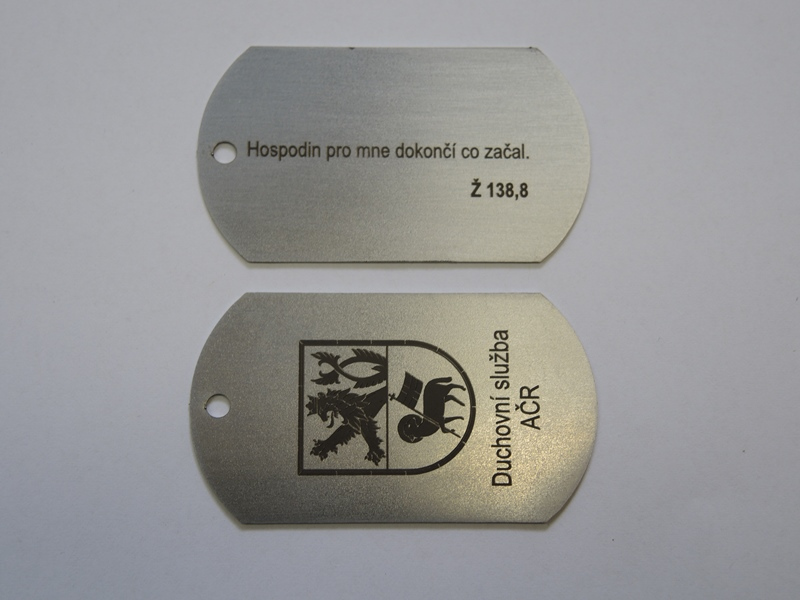 Hospodin pro mne dokončí co začal.
Ž 138,8
Duchovní služba
AČR